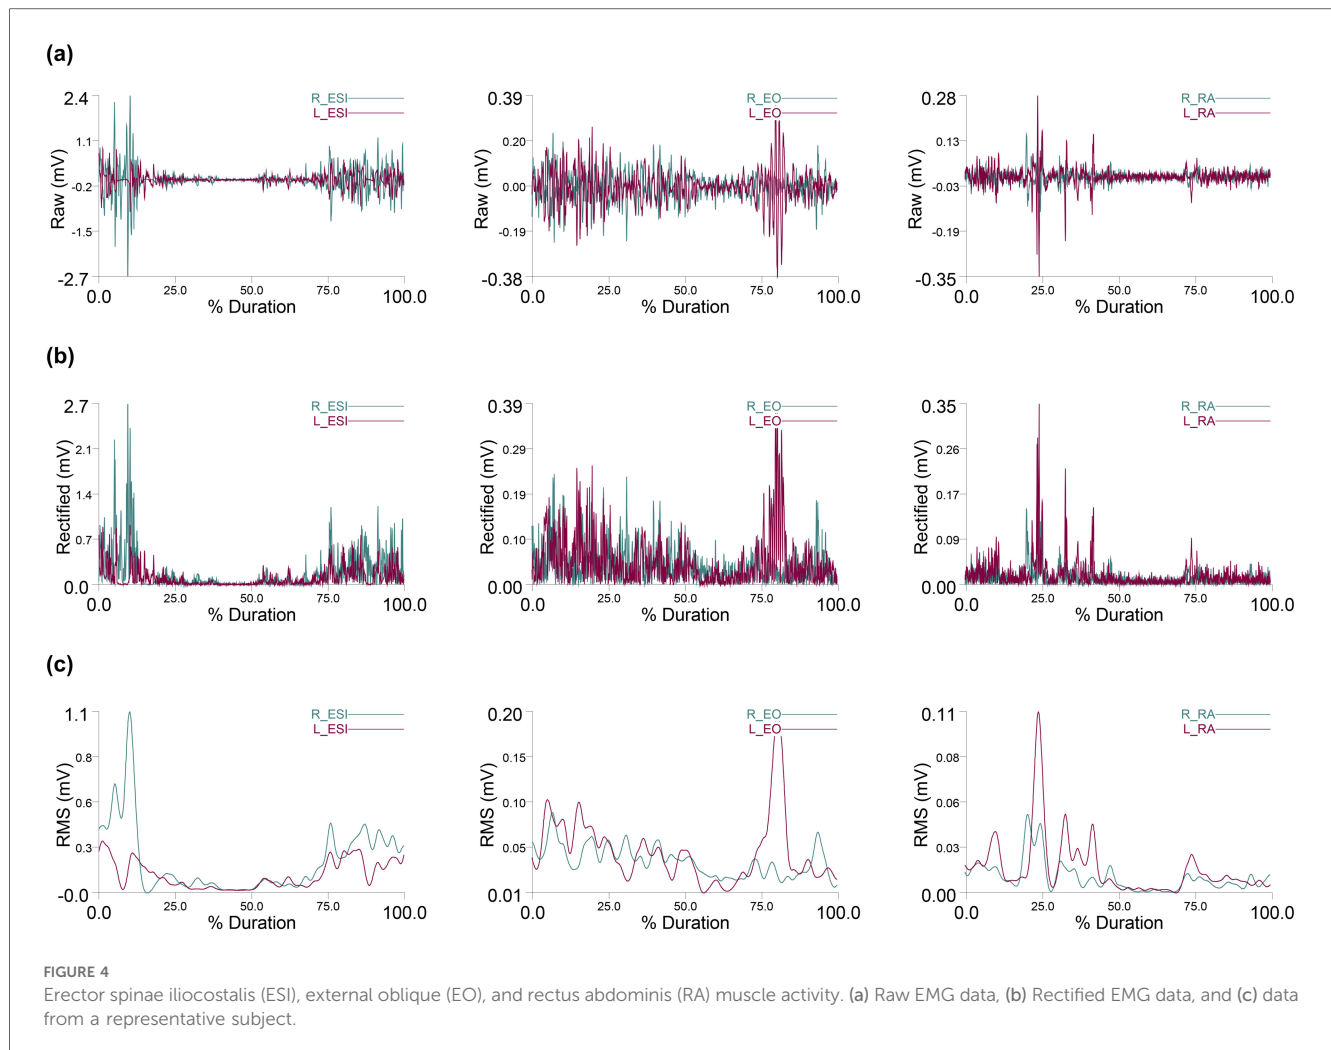 (a)
2.4
1.1
-0.2
-1.5
-2.7
Raw (mV)
R_ESI
L_ESI
0.0
25.0
50.0
75.0
100.0
% Duration
0.39
0.20
0.00
-0.19
-0.38
Raw (mV)
R_EO
L_EO
0.0
25.0
50.0
75.0
100.0
% Duration
0.28
0.13
-0.03
-0.19
-0.35
Raw (mV)
R_RA
L_RA
0.0
25.0
50.0
75.0
100.0
% Duration
(b)
2.7
2.1
1.4
0.7
0.0
Rectified (mV)
R_ESI
L_ESI
0.0
25.0
50.0
75.0
100.0
% Duration
0.39
0.29
0.19
0.10
0.00
Rectified (mV)
R_EO
L_EO
0.0
25.0
50.0
75.0
100.0
% Duration
0.35
0.26
0.17
0.09
0.00
Rectified (mV)
R_RA
L_RA
0.0
25.0
50.0
75.0
100.0
% Duration
(c)
1.1
0.8
0.6
0.3
-0.0
RMS (mV)
R_ESI
L_ESI
0.0
25.0
50.0
75.0
100.0
% Duration
0.20
0.15
0.10
0.05
0.01
RMS (mV)
R_EO
L_EO
0.0
25.0
50.0
75.0
100.0
% Duration
0.11
0.08
0.06
0.03
0.00
RMS (mV)
R_RA
L_RA
0.0
25.0
50.0
75.0
100.0
% Duration
FIGURE 4
Erector spinae iliocostalis (ESI), external oblique (EO), and rectus abdominis (RA) muscle activity. (a) Raw EMG data, (b) Rectified EMG data, and (c) data
from a representative subject.